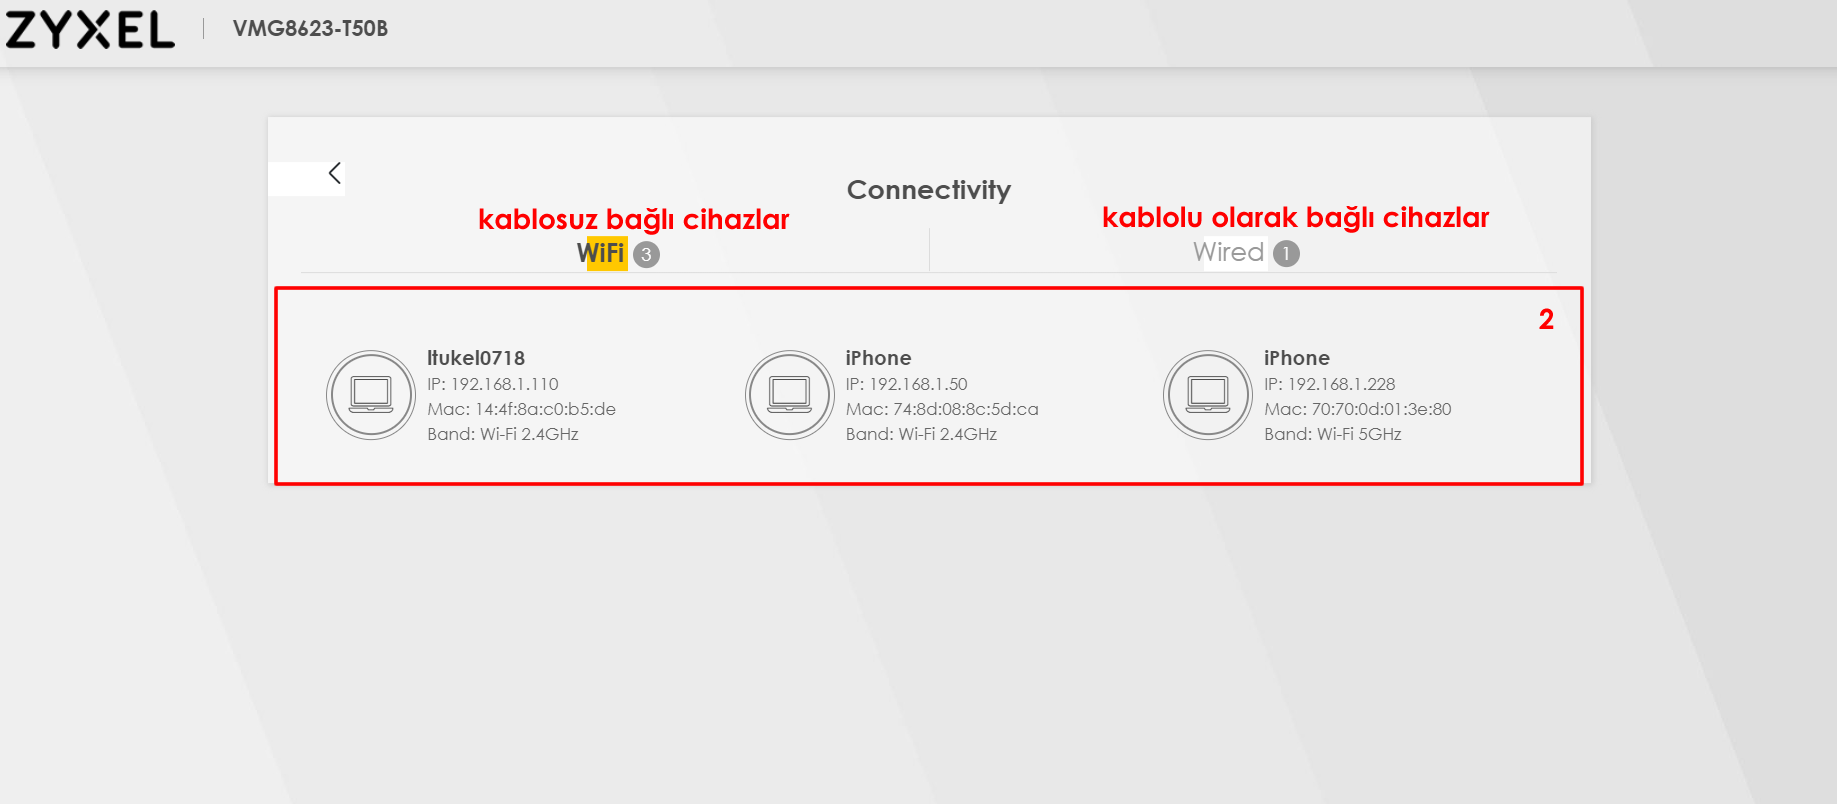 ZYXEL VMG8623-T50B
Connectivity
kablosuz bağlı cihazlar
kablolu olarak bağlı cihazlar
WiFi 3
Wired 1
2
ltukel0718
IP: 192.168.1.110
Mac: 14:4f:8a:c0:b5:de
Band: Wi-Fi 2.4GHz
iPhone
IP: 192.168.1.50
Mac: 74:8d:08:8c:5d:ca
Band: Wi-Fi 2.4GHz
iPhone
IP: 192.168.1.228
Mac: 70:70:0d:01:3e:80
Band: Wi-Fi 5GHz